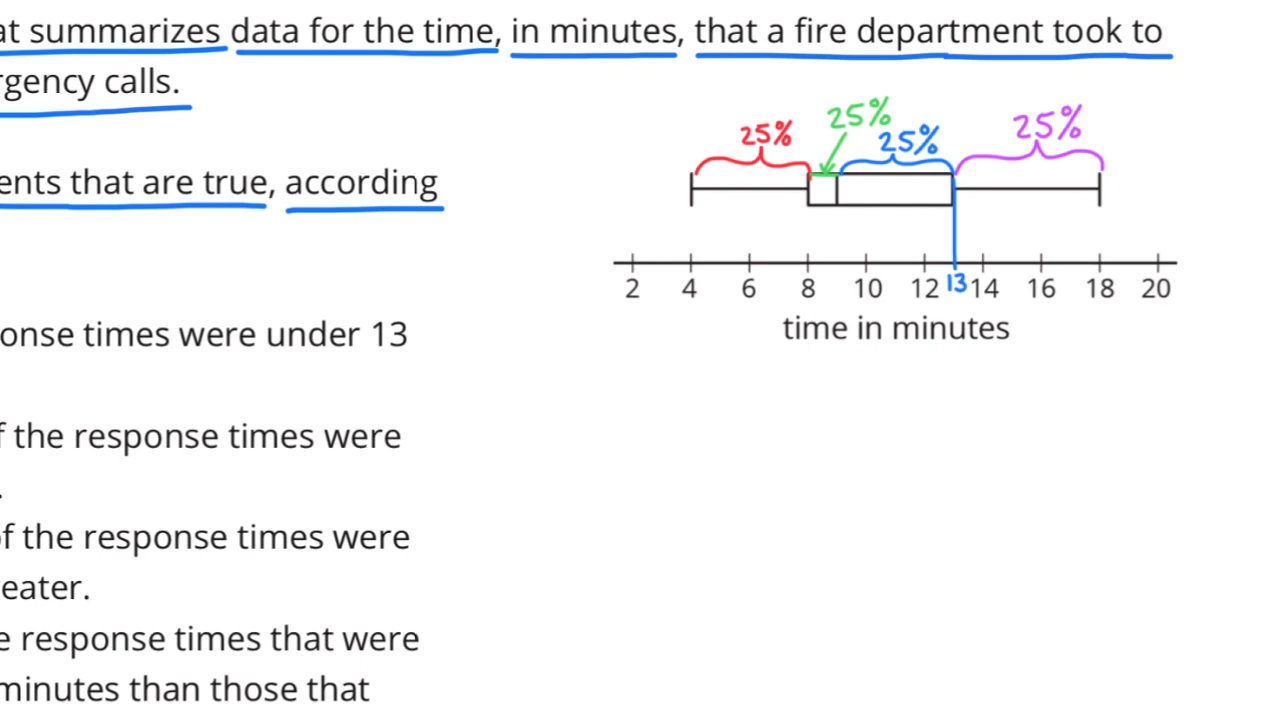 at summarizes data for the time, in minutes, that a fire department took to
rgency calls.
25%
25%
25%
25%
ents that are true, according
2 4 6 8 10 12 13 14 16 18 20
time in minutes
onse times were under 13
f the response times were
.
of the response times were
eater.
e response times that were
minutes than those that